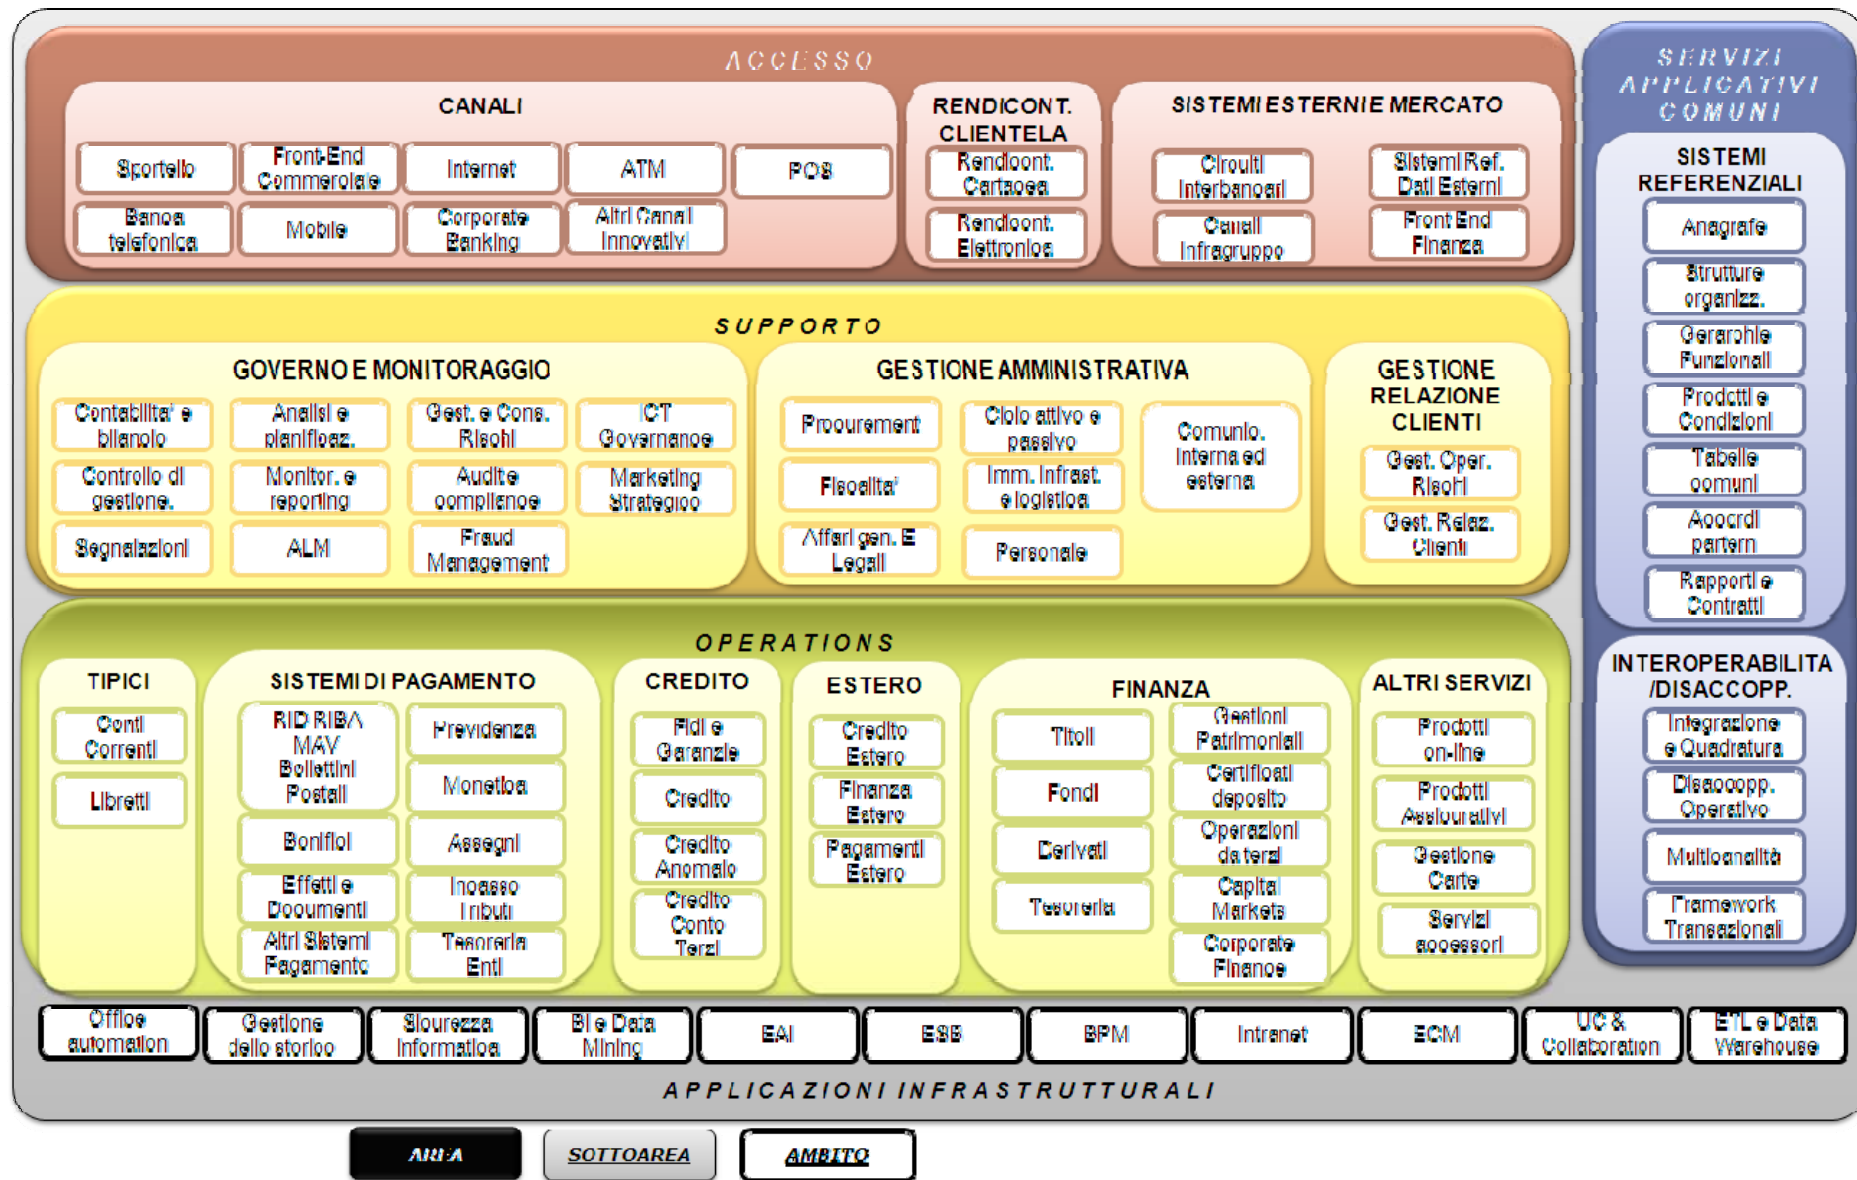 ACCESSO
CANALI
Sportello
Front-End
Commerciale
Internet
ATM
POS
Banca
telefonica
Mobile
Corporate
Banking
Altri Canali
Innovativi
RENDICONT.
CLIENTELA
Rendicont.
Cartacea
Rendicont.
Elettronica
SISTEMI ESTERNI E MERCATO
Circuiti
Interbancari
Sistemi Ref.
Dati Esterni
Canali
Infragruppo
Front End
Finanza
SUPPORTO
GOVERNO E MONITORAGGIO
Contabilita' e
bilancio
Analisi e
pianificaz.
Gest. e Cons.
Rischi
ICT
Governance
Controllo di
gestione.
Monitor. e
reporting
Audit e
compliance
Marketing
Strategico
Segnalazioni
ALM
Fraud
Management
GESTIONE AMMINISTRATIVA
Procurement
Ciclo attivo e
passivo
Comunic.
interna ed
esterna
Fiscalita'
Imm. Infrast.
e logistica
Affari gen. E
Legali
Personale
GESTIONE
RELAZIONE
CLIENTI
Gest. Oper.
Rischi
Gest. Relaz.
Clienti
OPERATIONS
TIPICI
Conti
Correnti
Libretti
SISTEMI DI PAGAMENTO
RID RIBA
MAV
Bollettini
Postali
Previdenza
Monetica
Bonifici
Assegni
Effetti e
Documenti
Incasso
Tributi
Altri Sistemi
Pagamento
Tesoreria
Enti
CREDITO
Fidi e
Garanzie
Credito
Credito
Anomalo
Credito
Conto
Terzi
ESTERO
Credito
Estero
Finanza
Estero
Pagamenti
Estero
FINANZA
Titoli
Gestioni
Patrimoniali
Fondi
Certificati
deposito
Derivati
Operazioni
da terzi
Tesoreria
Capital
Markets
Corporate
Finance
ALTRI SERVIZI
Prodotti
on-line
Prodotti
Assicurativi
Gestione
Carte
Servizi
accessori
SERVIZI
APPLICATIVI
COMUNI
SISTEMI
REFERENZIALI
Anagrafe
Strutture
organizz.
Gerarchie
Funzionali
Prodotti e
Condizioni
Tabelle
comuni
Accordi
partern
Rapporti e
Contratti
INTEROPERABILITA
/DISACCOPP.
Integrazione
e Quadratura
Disaccopp.
Operativo
Multicanalità
Framework
Transazionali
Office
automation
Gestione
dello storico
Sicurezza
informatica
BI e Data
Mining
EAI
ESB
BPM
Intranet
ECM
UC &
Collaboration
ETL e Data
Warehouse
APPLICAZIONI INFRASTRUTTURALI
AREA
SOTTOAREA
AMBITO